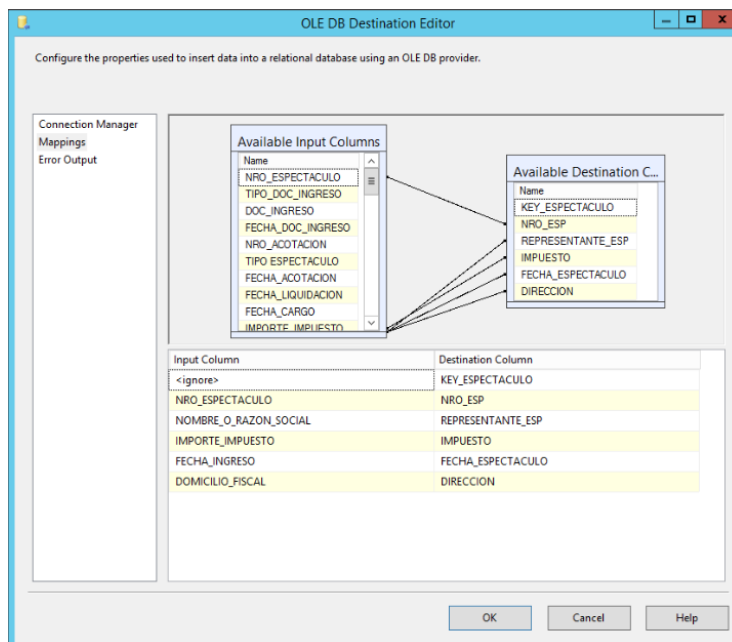 OLE DB Destination Editor
Configure the properties used to insert data into a relational database using an OLE DB provider.
Connection Manager
Mappings
Error Output
Available Input Columns
Name
NRO_ESPECTACULO
TIPO_DOC_INGRESO
DOC_INGRESO
FECHA_DOC_INGRESO
NRO_ACOTACION
TIPO ESPECTACULO
FECHA_ACOTACION
FECHA_LIQUIDACION
FECHA_CARGO
IMPORTE_IMPUESTO
Available Destination C...
Name
KEY_ESPECTACULO
NRO_ESP
REPRESENTANTE_ESP
IMPUESTO
FECHA_ESPECTACULO
DIRECCION
Input Column Destination Column
<ignore> KEY_ESPECTACULO
NRO_ESPECTACULO NRO_ESP
NOMBRE_O_RAZON_SOCIAL REPRESENTANTE_ESP
IMPORTE_IMPUESTO IMPUESTO
FECHA_INGRESO FECHA_ESPECTACULO
DOMICILIO_FISCAL DIRECCION
OK Cancel Help